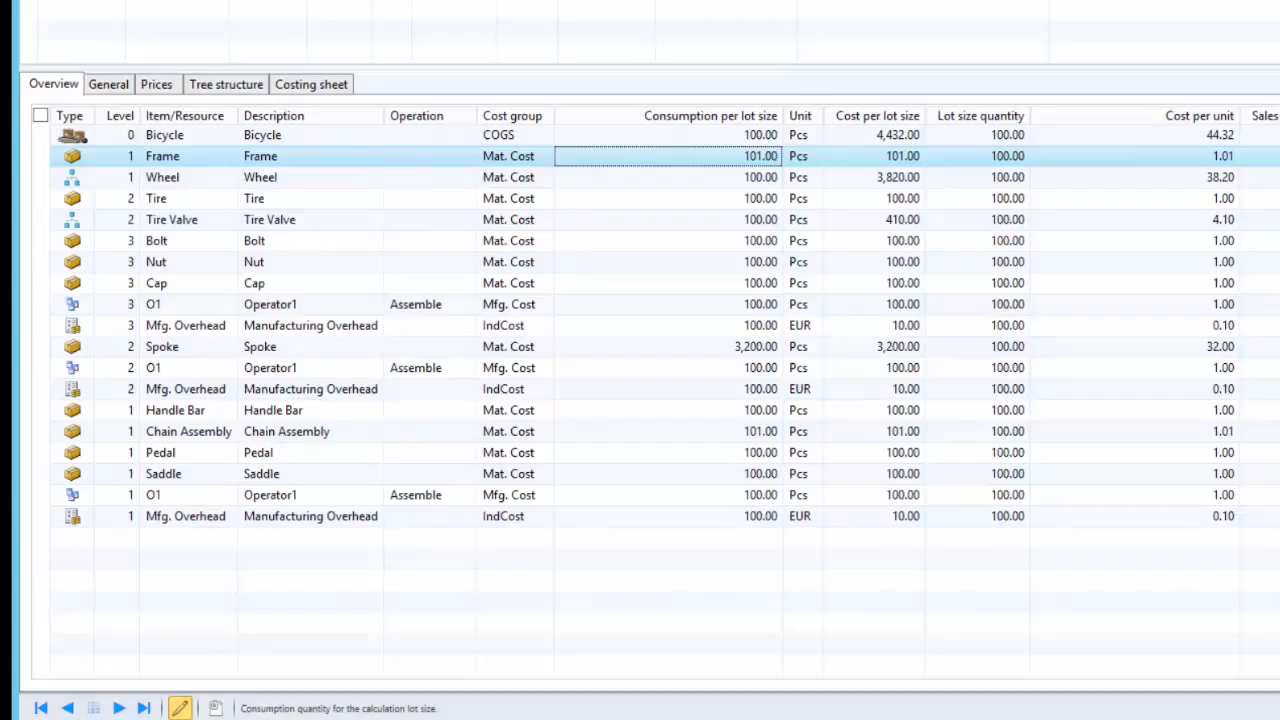 Overview General Prices Tree structure Costing sheet
Type Level Item/Resource Description Operation Cost group Consumption per lot size Unit Cost per lot size Lot size quantity Cost per unit Sales
0 Bicycle Bicycle COGS 100.00 Pcs 4,432.00 100.00 44.32
1 Frame Frame Mat. Cost 101.00 Pcs 101.00 100.00 1.01
1 Wheel Wheel Mat. Cost 100.00 Pcs 3,820.00 100.00 38.20
2 Tire Tire Mat. Cost 100.00 Pcs 100.00 100.00 1.00
2 Tire Valve Tire Valve Mat. Cost 100.00 Pcs 410.00 100.00 4.10
3 Bolt Bolt Mat. Cost 100.00 Pcs 100.00 100.00 1.00
3 Nut Nut Mat. Cost 100.00 Pcs 100.00 100.00 1.00
3 Cap Cap Mat. Cost 100.00 Pcs 100.00 100.00 1.00
3 O1 Operator1 Assemble Mfg. Cost 100.00 Pcs 100.00 100.00 1.00
3 Mfg. Overhead Manufacturing Overhead IndCost 100.00 EUR 10.00 100.00 0.10
2 Spoke Spoke Mat. Cost 3,200.00 Pcs 3,200.00 100.00 32.00
2 O1 Operator1 Assemble Mfg. Cost 100.00 Pcs 100.00 100.00 1.00
2 Mfg. Overhead Manufacturing Overhead IndCost 100.00 EUR 10.00 100.00 0.10
1 Handle Bar Handle Bar Mat. Cost 100.00 Pcs 100.00 100.00 1.00
1 Chain Assembly Chain Assembly Mat. Cost 101.00 Pcs 101.00 100.00 1.01
1 Pedal Pedal Mat. Cost 100.00 Pcs 100.00 100.00 1.00
1 Saddle Saddle Mat. Cost 100.00 Pcs 100.00 100.00 1.00
1 O1 Operator1 Assemble Mfg. Cost 100.00 Pcs 100.00 100.00 1.00
1 Mfg. Overhead Manufacturing Overhead IndCost 100.00 EUR 10.00 100.00 0.10
Consumption quantity for the calculation lot size.